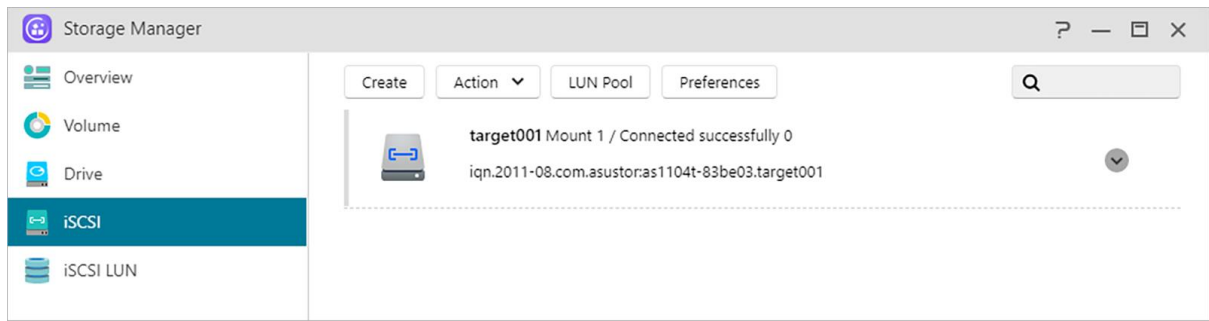 Storage Manager
Overview
Volume
Drive
iSCSI
iSCSI LUN
Create Action LUN Pool Preferences
target001 Mount 1 / Connected successfully 0
iqn.2011-08.com.asustor:as1104t-83be03.target001